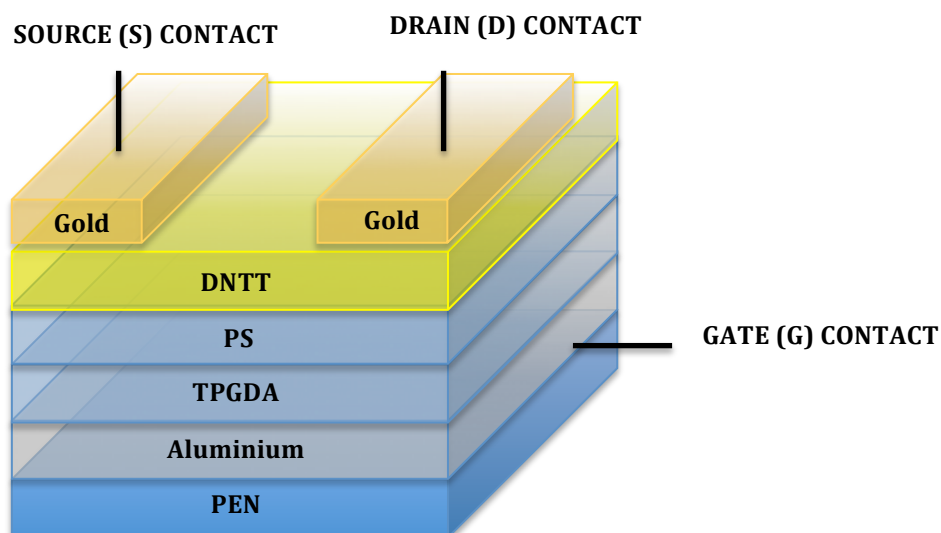 SOURCE (S) CONTACT
DRAIN (D) CONTACT
Gold
Gold
DNTT
PS
GATE (G) CONTACT
TPGDA
Aluminium
PEN